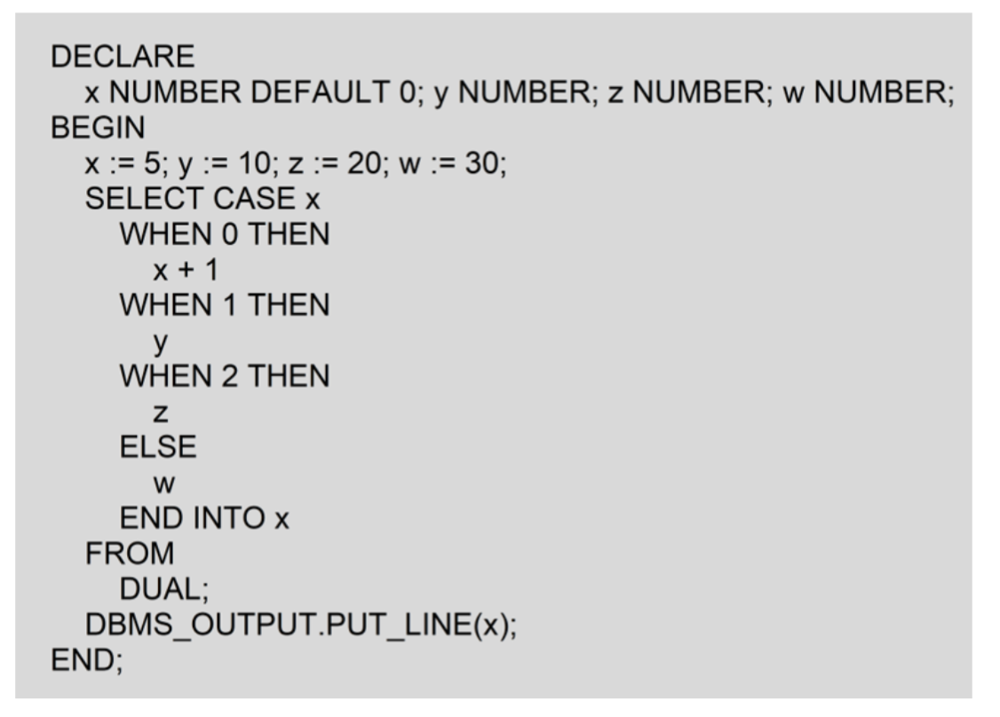 DECLARE
x NUMBER DEFAULT 0; y NUMBER; z NUMBER; w NUMBER;
BEGIN
x := 5; y := 10; z := 20; w := 30;
SELECT CASE x
WHEN 0 THEN
x + 1
WHEN 1 THEN
y
WHEN 2 THEN
z
ELSE
w
END INTO x
FROM
DUAL;
DBMS_OUTPUT.PUT_LINE(x);
END;